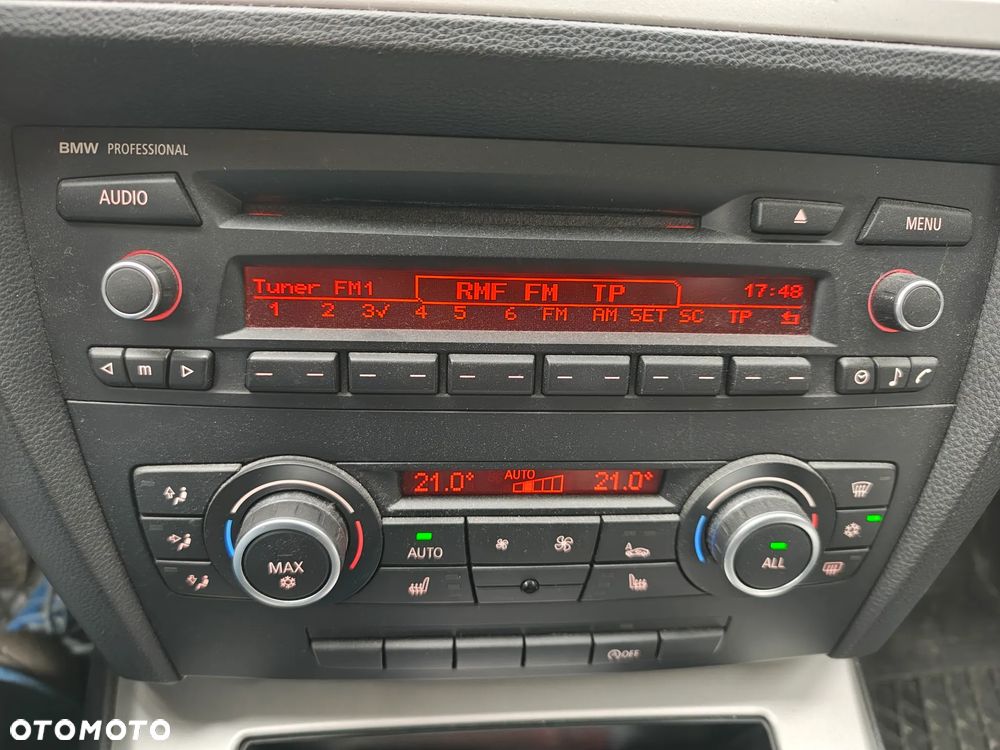 BMW PROFESSIONAL
AUDIO
MENU
Tuner FM1 RMF FM TP 17:48
1 2 3✓ 4 5 6 FM AM SET SC TP
m
21.0° AUTO 21.0°
MAX
AUTO
A
ALL
A OFF
OTOMOTO